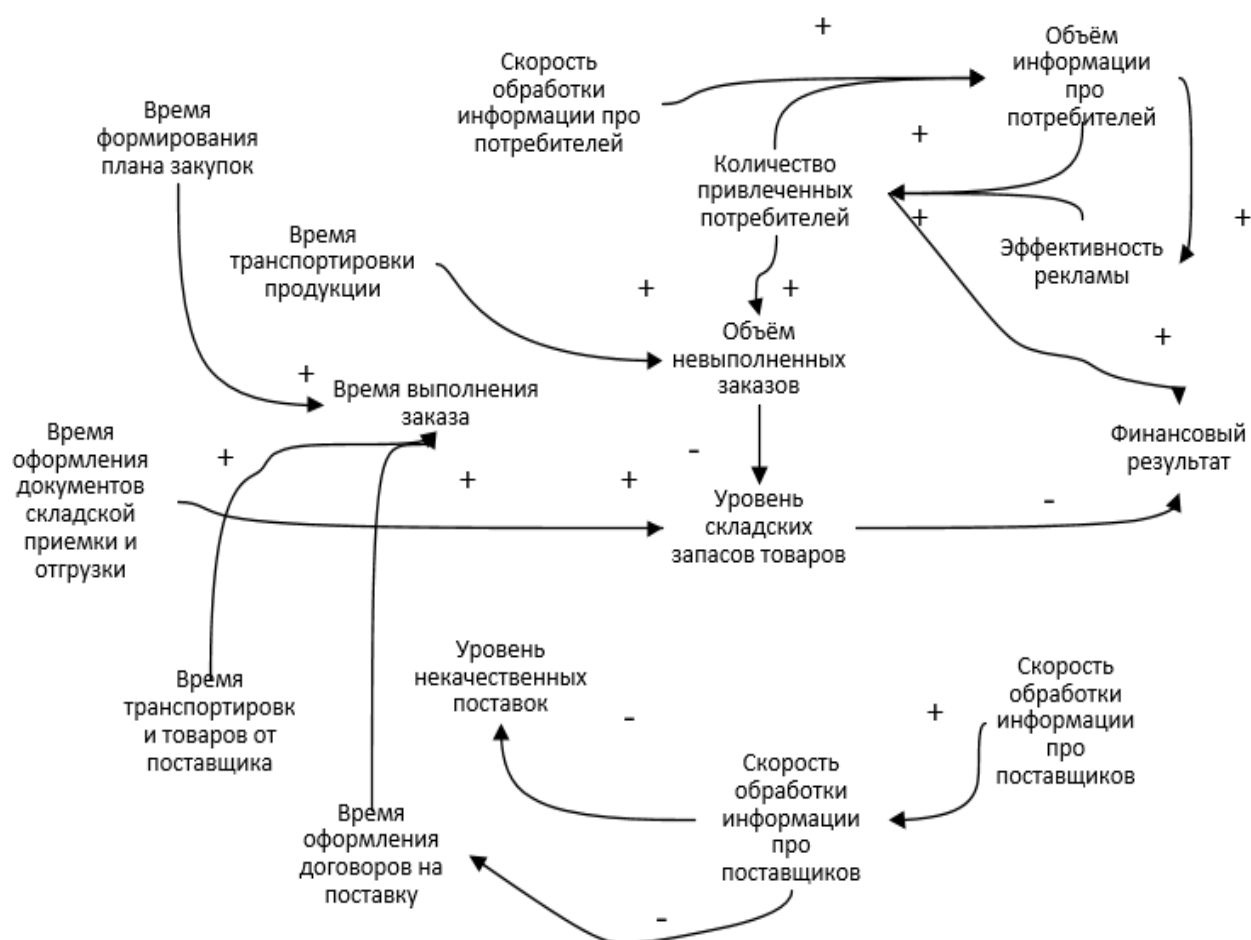 +
Объём
информации
про
потребителей
Скорость
обработки
информации про
потребителей
Время
формирования
плана закупок
+
Количество
привлеченных
потребителей
+
+
Эффективность
рекламы
Время
транспортировки
продукции
+
+
Объём
невыполненных
заказов
+
+
Время выполнения
заказа
Время
оформления
документов
складской
приемки и
отгрузки
+
+
+
-
Уровень
складских
запасов товаров
-
Финансовый
результат
Время
транспортировк
и товаров от
поставщика
Уровень
некачественных
поставок
-
+
Скорость
обработки
информации
про
поставщиков
Скорость
обработки
информации
про
поставщиков
Время
оформления
договоров на
поставку
-